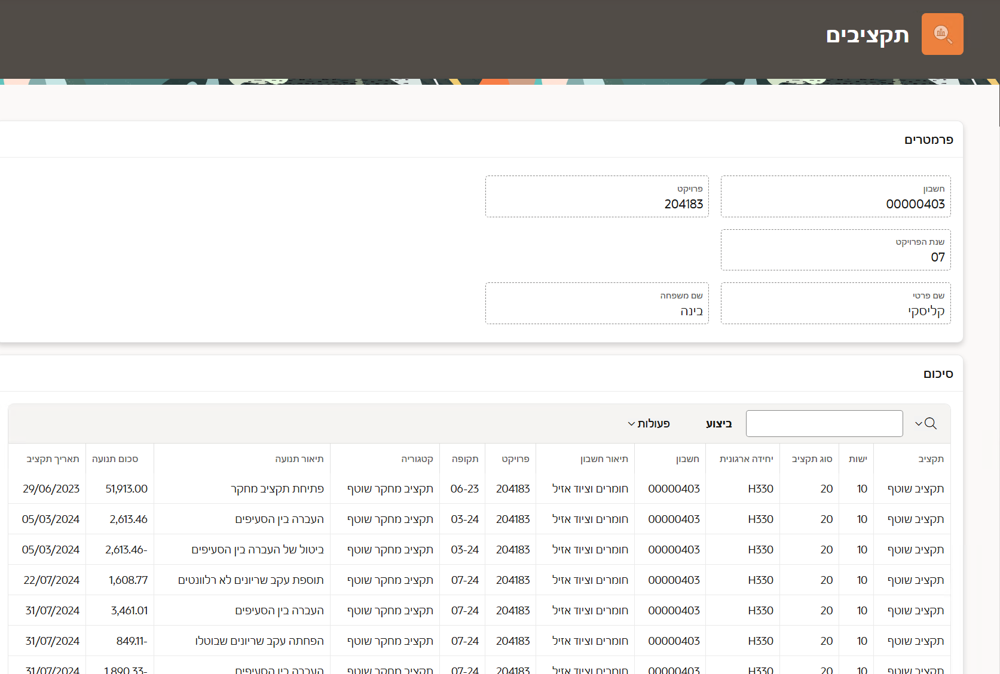 תקציבים
פרמטרים
חשבון
00000403
פרויקט
204183
שנת הפרויקט
07
שם פרטי
קליסקי
שם משפחה
בינה
סיכום
ביצוע פעולות
תקציב ישות סוג תקציב יחידה ארגונית חשבון תיאור חשבון פרויקט תקופה קטגוריה תיאור תנועה סכום תנועה תאריך תקציב
תקציב שוטף 10 20 H330 00000403 חומרים וציוד אזיל 204183 06-23 תקציב מחקר שוטף פתיחת תקציב מחקר 51,913.00 29/06/2023
תקציב שוטף 10 20 H330 00000403 חומרים וציוד אזיל 204183 03-24 תקציב מחקר שוטף העברה בין הסעיפים 2,613.46 05/03/2024
תקציב שוטף 10 20 H330 00000403 חומרים וציוד אזיל 204183 03-24 תקציב מחקר שוטף ביטול של העברה בין הסעיפים 2,613.46- 05/03/2024
תקציב שוטף 10 20 H330 00000403 חומרים וציוד אזיל 204183 07-24 תקציב מחקר שוטף תוספת עקב שריונים לא רלוונטים 1,608.77 22/07/2024
תקציב שוטף 10 20 H330 00000403 חומרים וציוד אזיל 204183 07-24 תקציב מחקר שוטף העברה בין הסעיפים 3,461.01 31/07/2024
תקציב שוטף 10 20 H330 00000403 חומרים וציוד אזיל 204183 07-24 תקציב מחקר שוטף הפחתה עקב שריונים שבוטלו 849.11- 31/07/2024
תקציב שוטף 10 20 H330 00000403 חומרים וציוד אזיל 204183 07-24 תקציב מחקר שוטף העברה בין הסעיפים 1,890.33- 31/07/2024